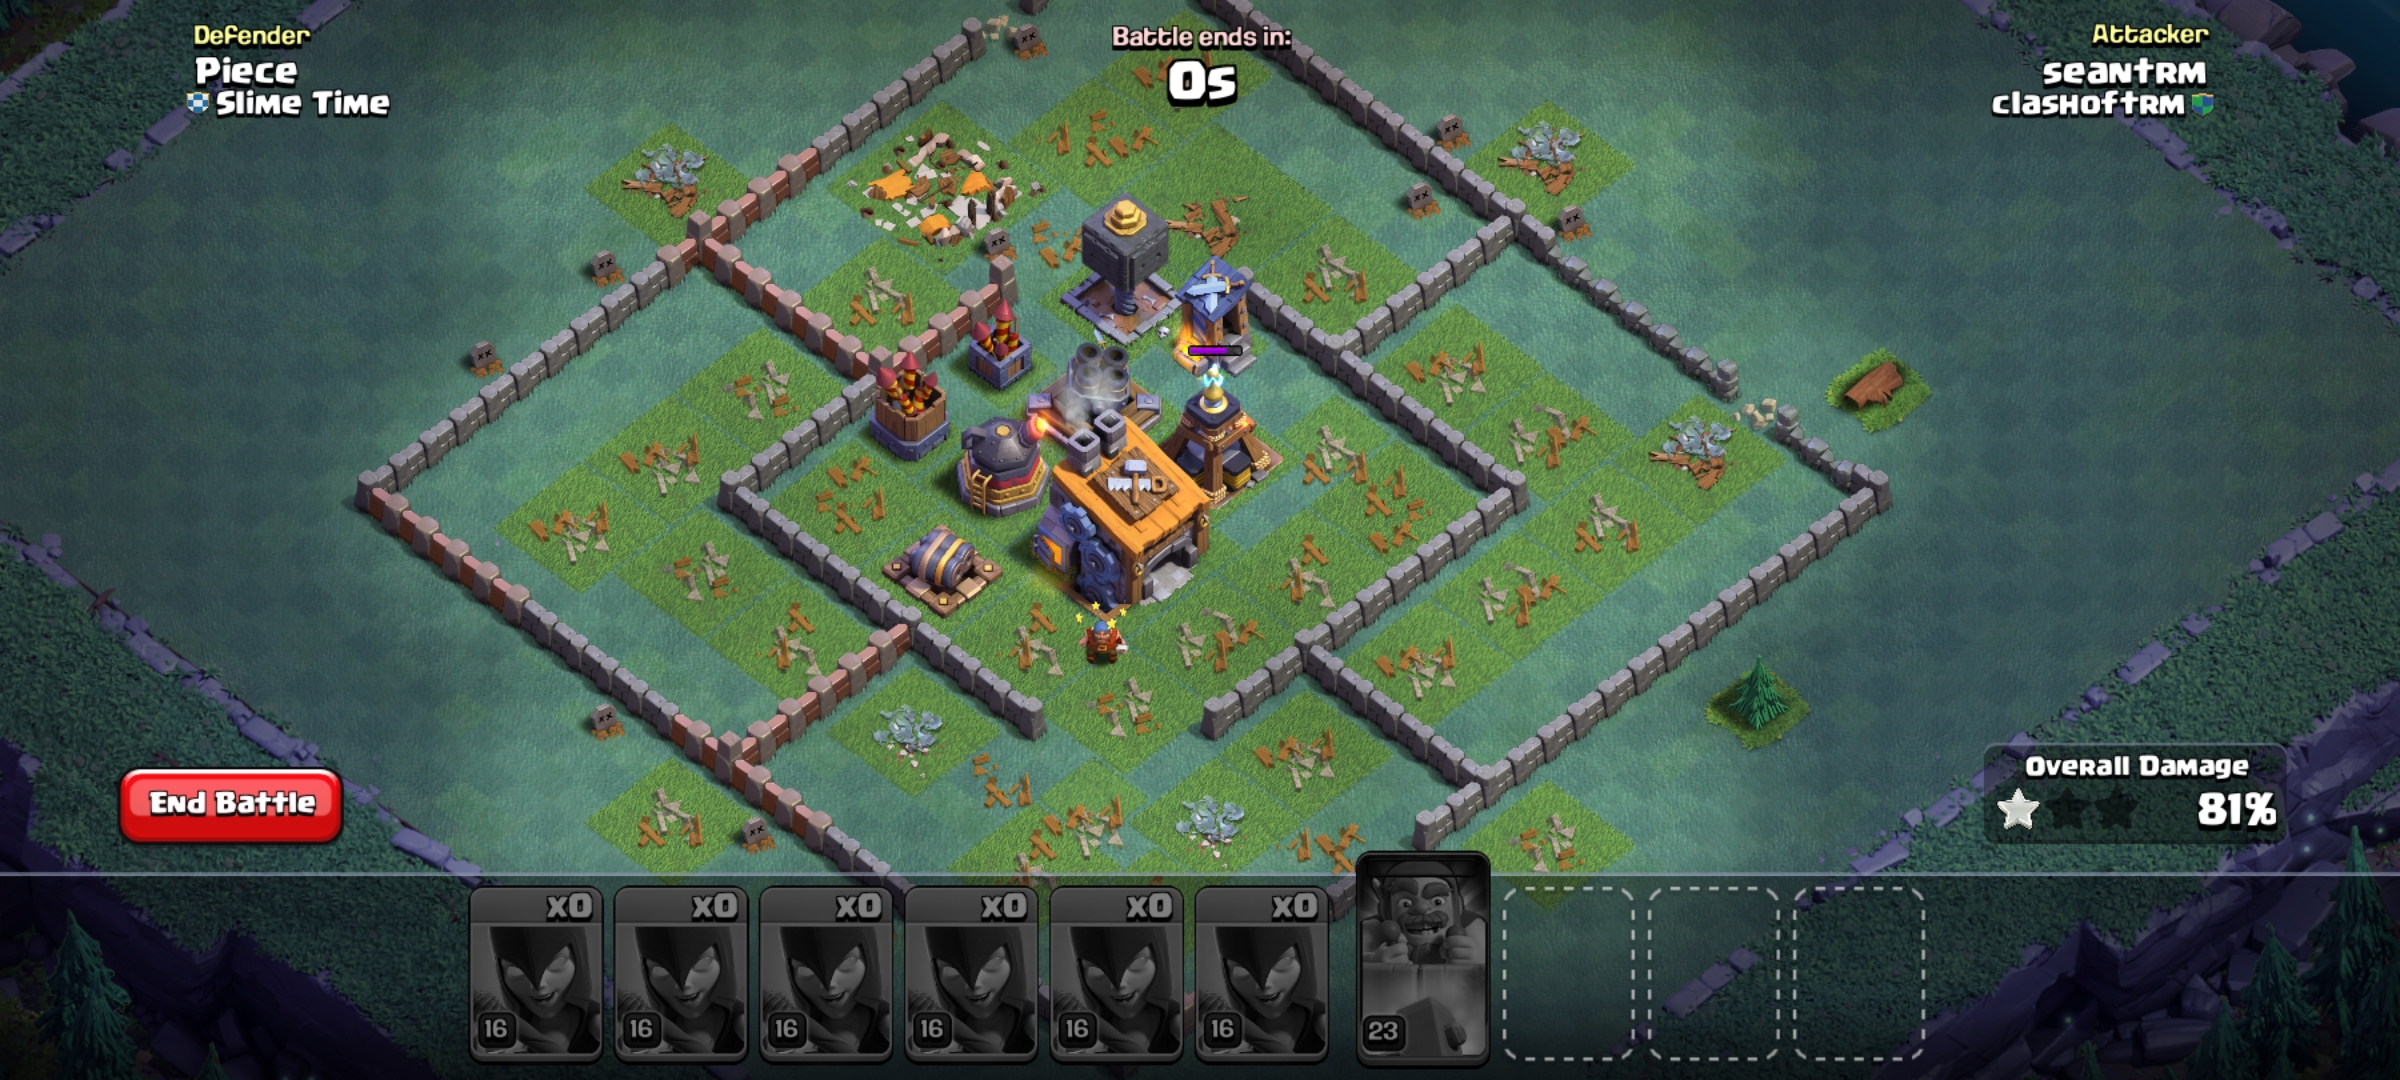 Defender
Piece
Slime Time
Battle ends in:
0s
Attacker
seantRM
clashoftRM
End Battle
Overall Damage
81%
x0
x0
x0
x0
x0
x0
16
16
16
16
16
16
23